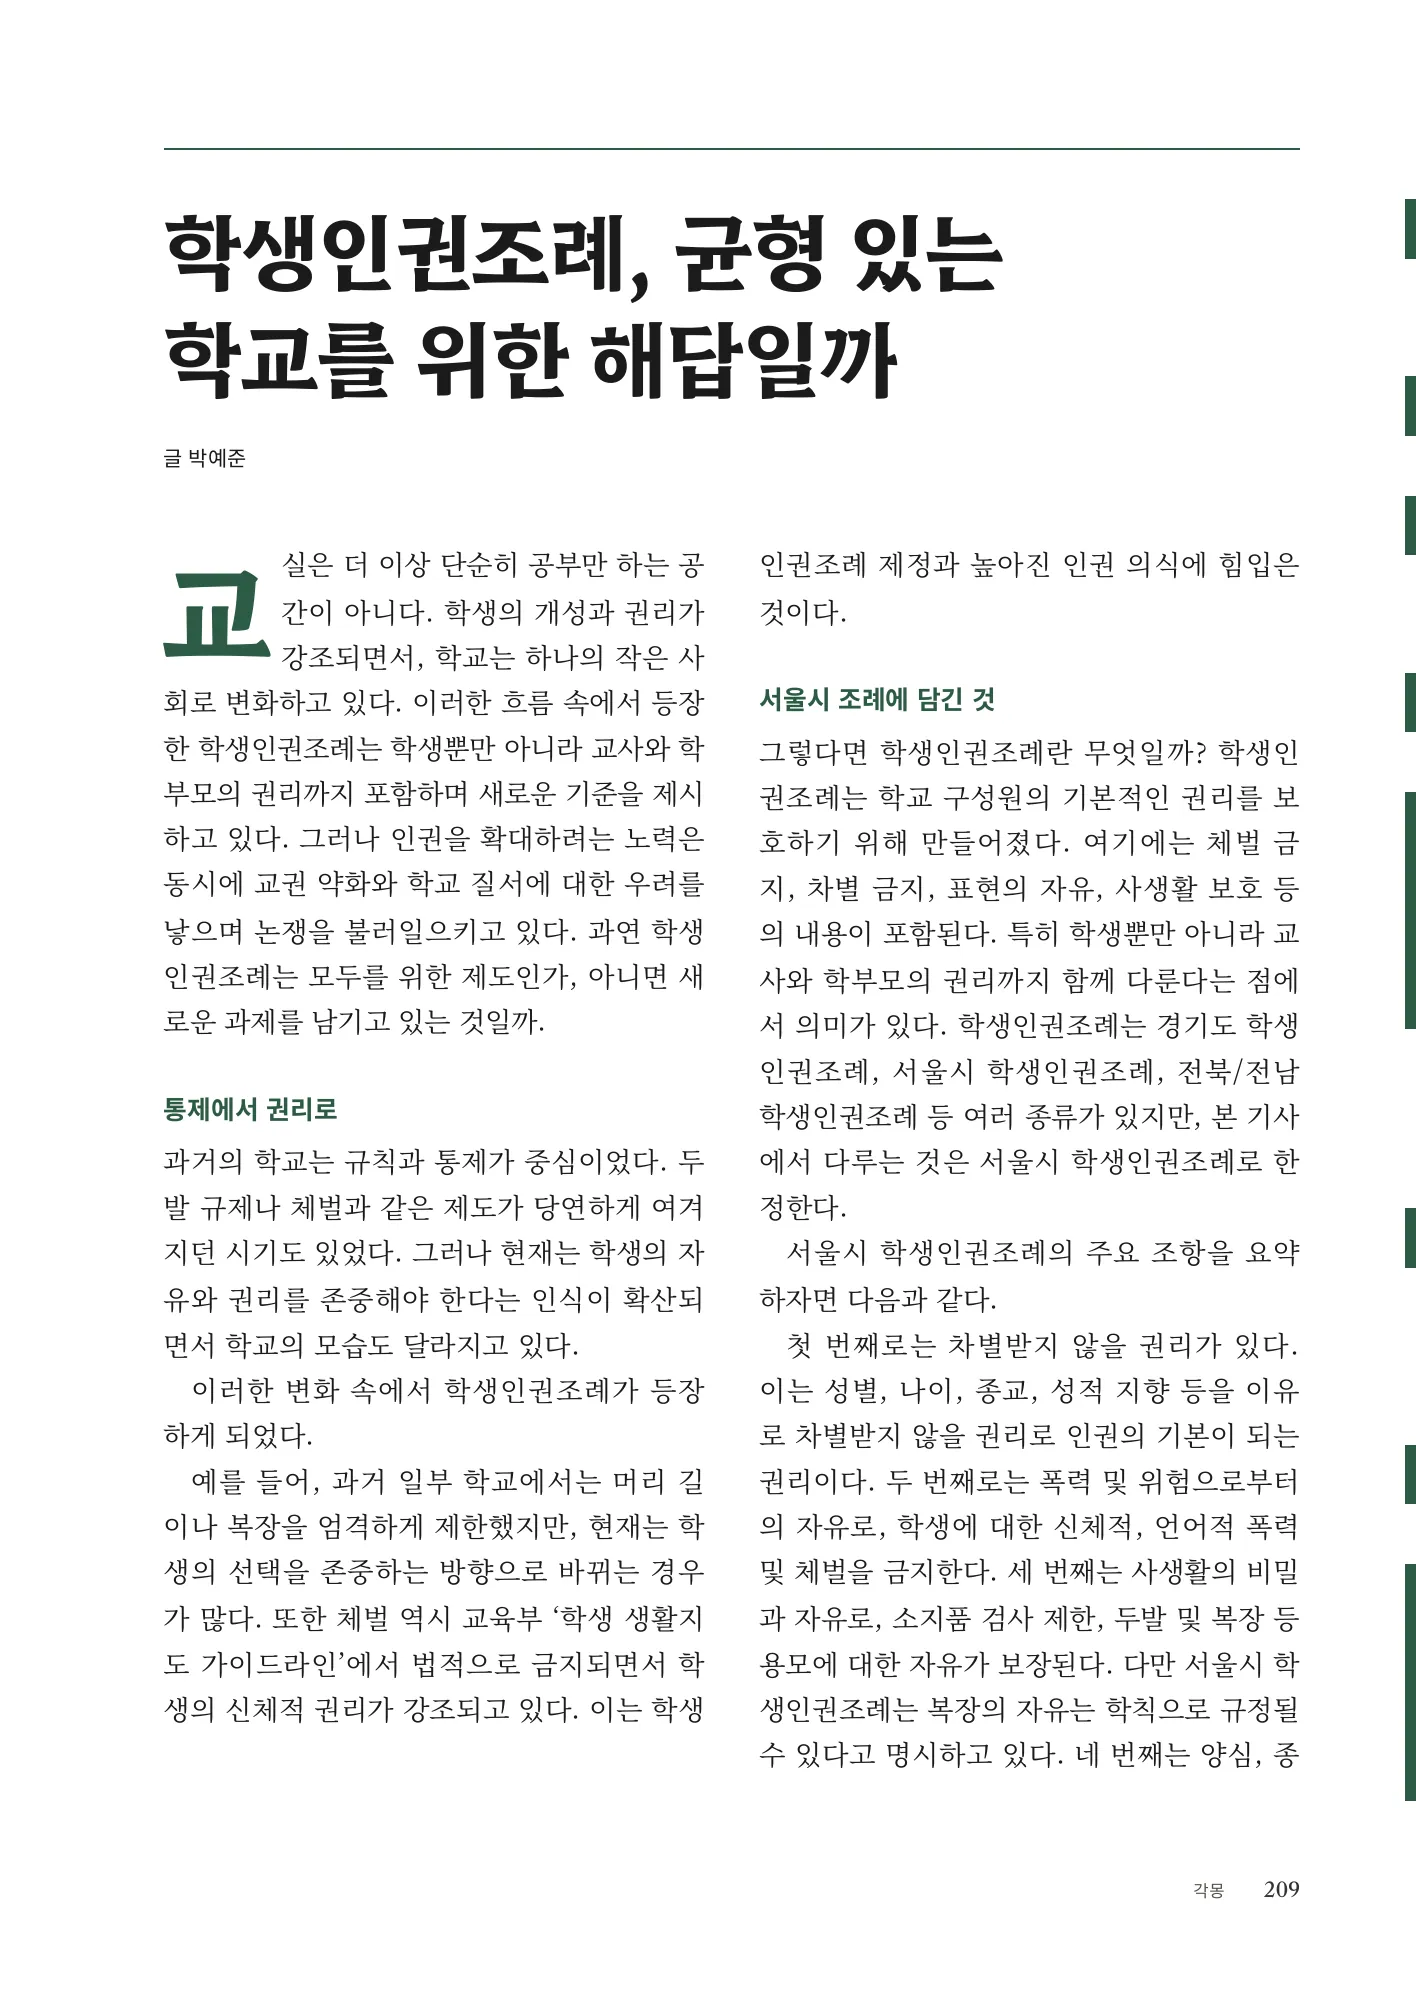 학생인권조례, 균형 있는
학교를 위한 해답일까
글 박예준
교실은 더 이상 단순히 공부만 하는 공
간이 아니다. 학생의 개성과 권리가
강조되면서, 학교는 하나의 작은 사
회로 변화하고 있다. 이러한 흐름 속에서 등장
한 학생인권조례는 학생뿐만 아니라 교사와 학
부모의 권리까지 포함하며 새로운 기준을 제시
하고 있다. 그러나 인권을 확대하려는 노력은
동시에 교권 약화와 학교 질서에 대한 우려를
낳으며 논쟁을 불러일으키고 있다. 과연 학생
인권조례는 모두를 위한 제도인가, 아니면 새
로운 과제를 남기고 있는 것일까.
통제에서 권리로
과거의 학교는 규칙과 통제가 중심이었다. 두
발 규제나 체벌과 같은 제도가 당연하게 여겨
지던 시기도 있었다. 그러나 현재는 학생의 자
유와 권리를 존중해야 한다는 인식이 확산되
면서 학교의 모습도 달라지고 있다.
이러한 변화 속에서 학생인권조례가 등장
하게 되었다.
예를 들어, 과거 일부 학교에서는 머리 길
이나 복장을 엄격하게 제한했지만, 현재는 학
생의 선택을 존중하는 방향으로 바뀌는 경우
가 많다. 또한 체벌 역시 교육부 ‘학생 생활지
도 가이드라인’에서 법적으로 금지되면서 학
생의 신체적 권리가 강조되고 있다. 이는 학생
인권조례 제정과 높아진 인권 의식에 힘입은
것이다.
서울시 조례에 담긴 것
그렇다면 학생인권조례란 무엇일까? 학생인
권조례는 학교 구성원의 기본적인 권리를 보
호하기 위해 만들어졌다. 여기에는 체벌 금
지, 차별 금지, 표현의 자유, 사생활 보호 등
의 내용이 포함된다. 특히 학생뿐만 아니라 교
사와 학부모의 권리까지 함께 다룬다는 점에
서 의미가 있다. 학생인권조례는 경기도 학생
인권조례, 서울시 학생인권조례, 전북/전남
학생인권조례 등 여러 종류가 있지만, 본 기사
에서 다루는 것은 서울시 학생인권조례로 한
정한다.
서울시 학생인권조례의 주요 조항을 요약
하자면 다음과 같다.
첫 번째로는 차별받지 않을 권리가 있다.
이는 성별, 나이, 종교, 성적 지향 등을 이유
로 차별받지 않을 권리로 인권의 기본이 되는
권리이다. 두 번째로는 폭력 및 위험으로부터
의 자유로, 학생에 대한 신체적, 언어적 폭력
및 체벌을 금지한다. 세 번째는 사생활의 비밀
과 자유로, 소지품 검사 제한, 두발 및 복장 등
용모에 대한 자유가 보장된다. 다만 서울시 학
생인권조례는 복장의 자유는 학칙으로 규정될
수 있다고 명시하고 있다. 네 번째는 양심, 종
각몽 209